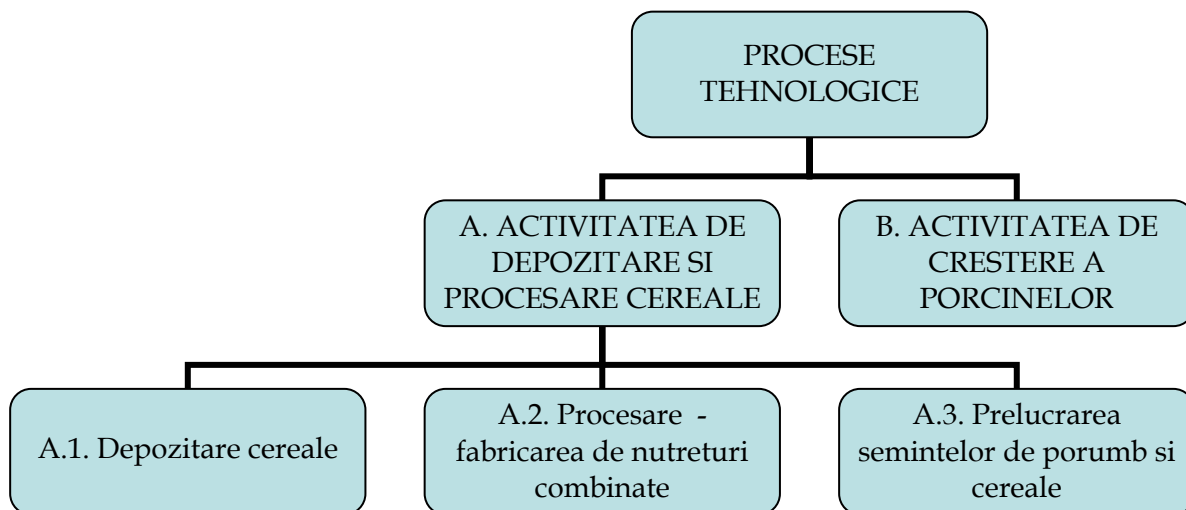 PROCESE
TEHNOLOGICE
A. ACTIVITATEA DE
DEPOZITARE SI
PROCESARE CEREALE
B. ACTIVITATEA DE
CRESTERE A
PORCINELOR
A.1. Depozitare cereale
A.2. Procesare -
fabricarea de nutreturi
combinate
A.3. Prelucrarea
semintelor de porumb si
cereale